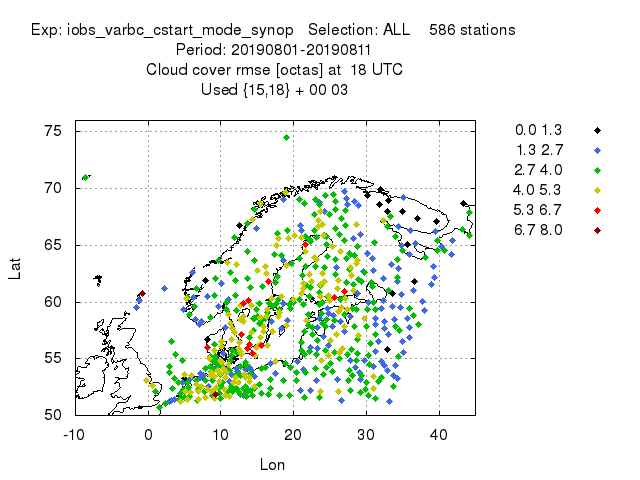 Exp: iobs_varbc_cstart_mode_synop Selection: ALL 586 stations
Period: 20190801-20190811
Cloud cover rmse [octas] at 18 UTC
Used {15,18} + 00 03
0.0 1.3
1.3 2.7
2.7 4.0
4.0 5.3
5.3 6.7
6.7 8.0
Lat
75
70
65
60
55
50
-10 0 10 20 30 40
Lon